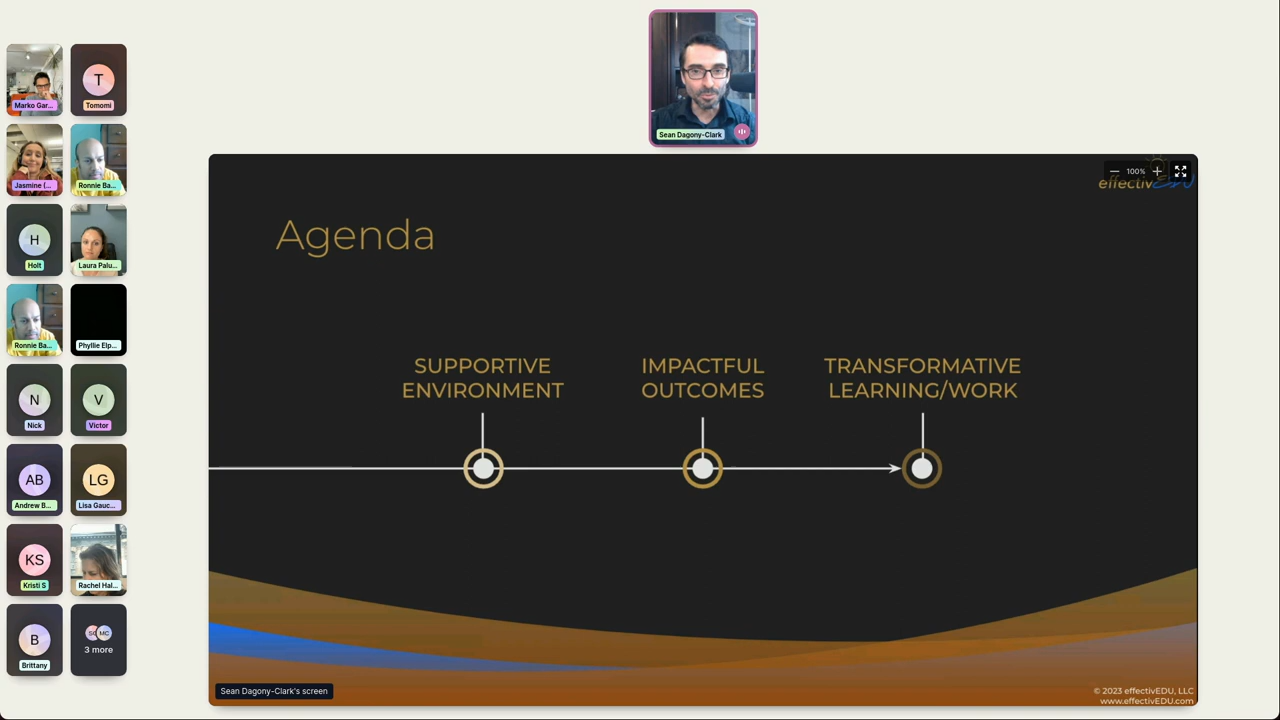 Marko Gar...
T
Tomomi
Jasmine (...
Ronnie Ba...
H
Holt
Laura Palu...
Ronnie Ba...
Phyllie Elp...
N
Nick
V
Victor
AB
Andrew B...
LG
Lisa Gauc...
KS
Kristi S
Rachel Hal...
B
Brittany
MC
3 more
Sean Dagony-Clark
100%
effectivEDU
Agenda
SUPPORTIVE
ENVIRONMENT
IMPACTFUL
OUTCOMES
TRANSFORMATIVE
LEARNING/WORK
Sean Dagony-Clark's screen
© 2023 effectivEDU, LLC
www.effectivEDU.com